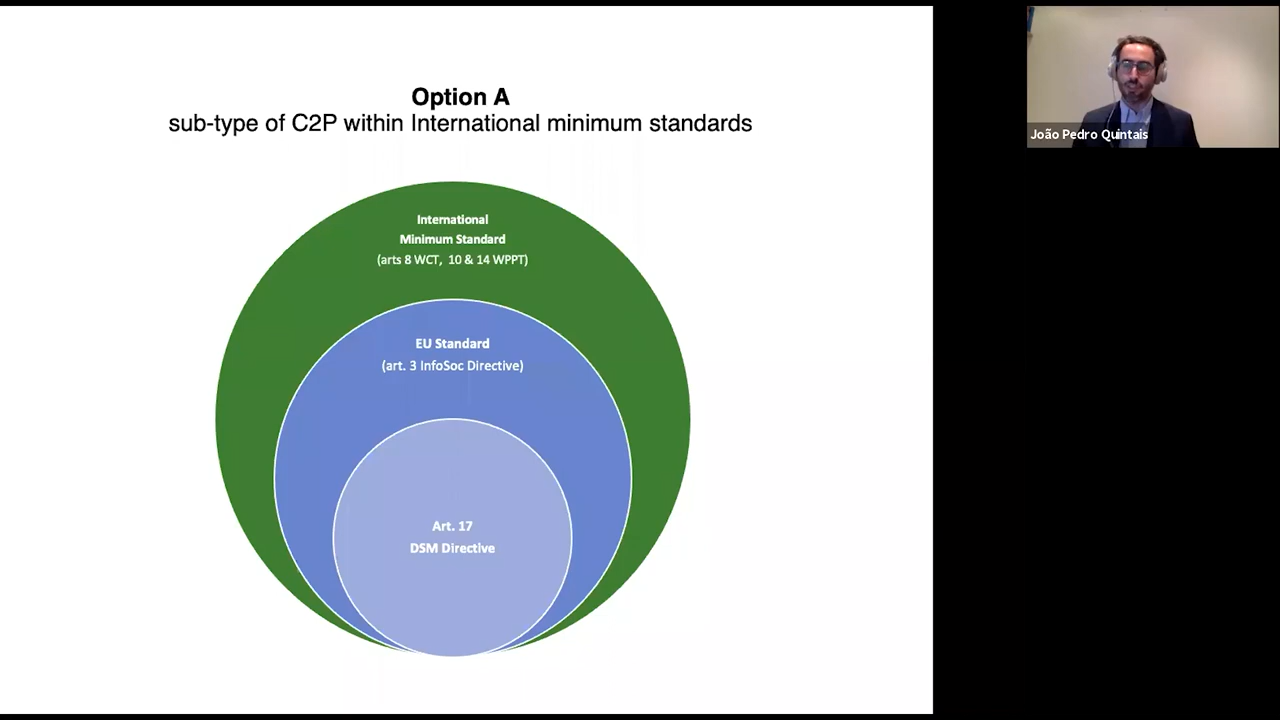 Option A
sub-type of C2P within International minimum standards
International
Minimum Standard
(arts 8 WCT, 10 & 14 WPPT)
EU Standard
(art. 3 InfoSoc Directive)
Art. 17
DSM Directive
João Pedro Quintais